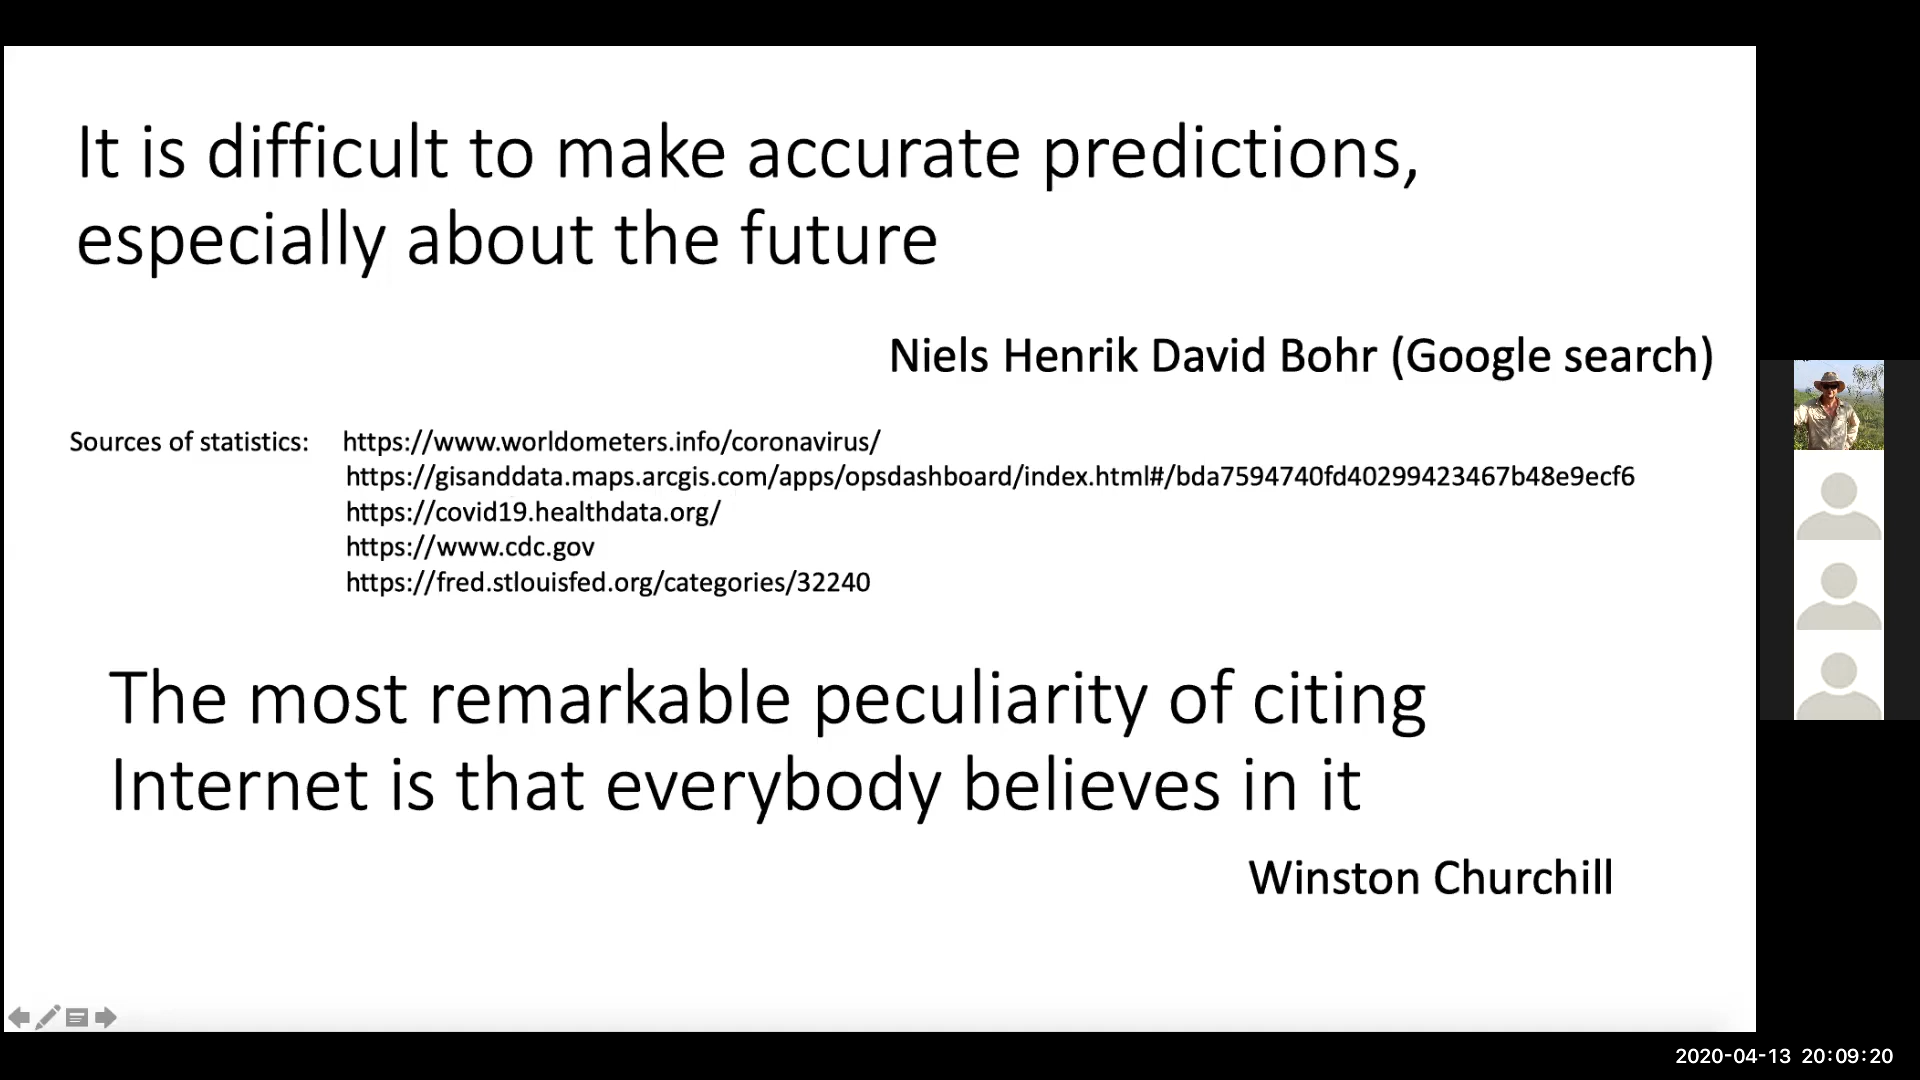 It is difficult to make accurate predictions,
especially about the future
Niels Henrik David Bohr (Google search)
Sources of statistics: https://www.worldometers.info/coronavirus/
https://gisanddata.maps.arcgis.com/apps/opsdashboard/index.html#/bda7594740fd40299423467b48e9ecf6
https://covid19.healthdata.org/
https://www.cdc.gov
https://fred.stlouisfed.org/categories/32240
The most remarkable peculiarity of citing
Internet is that everybody believes in it
Winston Churchill
2020-04-13 20:09:20